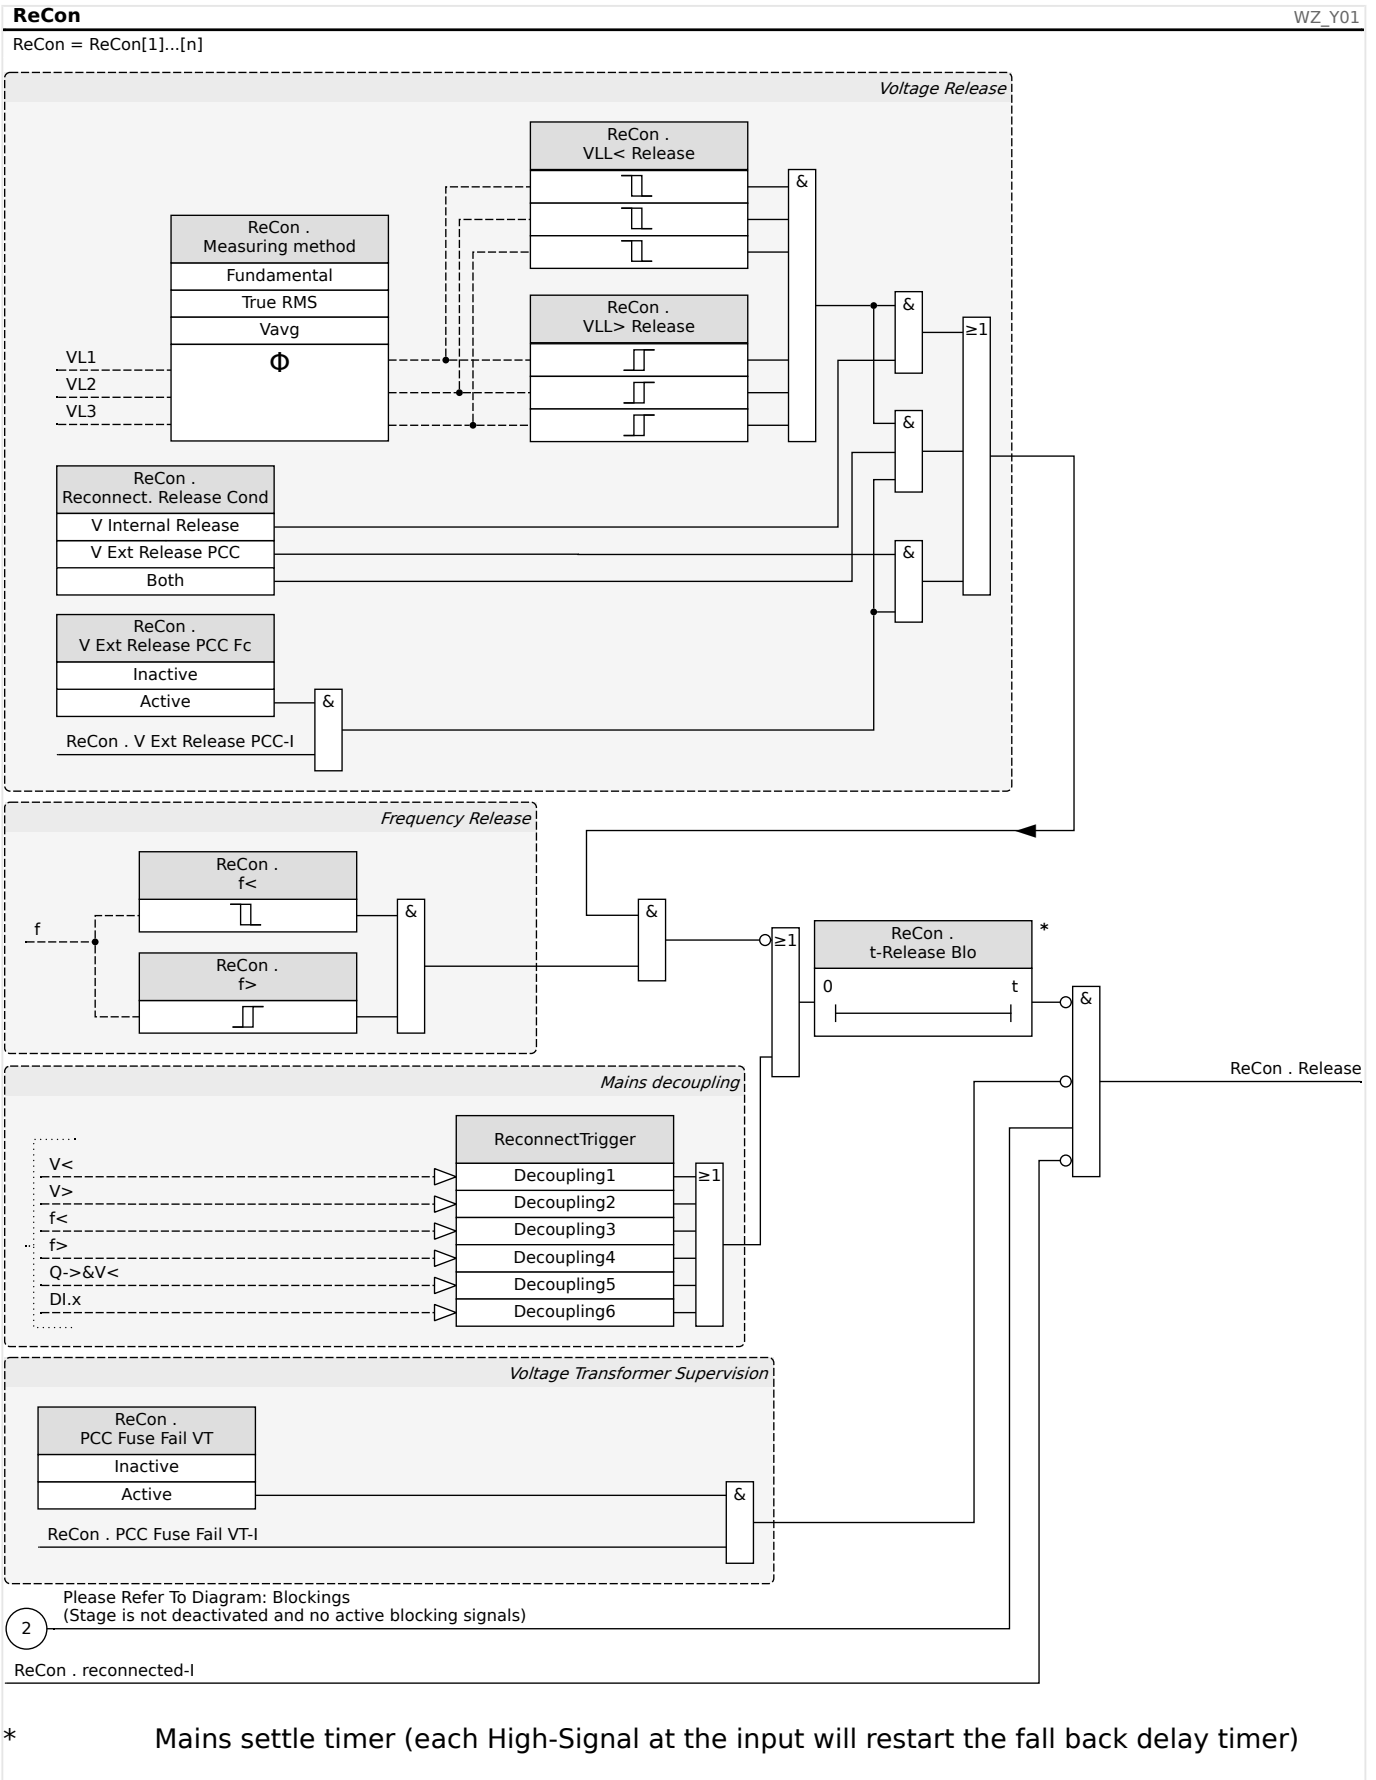 ReCon
WZ_Y01
ReCon = ReCon[1]...[n]
Voltage Release
ReCon .
VLL< Release
&
ReCon .
Measuring method
Fundamental
True RMS
Vavg
Φ
VL1
VL2
VL3
ReCon .
VLL> Release
&
≥1
&
ReCon .
Reconnect. Release Cond
V Internal Release
V Ext Release PCC
Both
&
ReCon .
V Ext Release PCC Fc
Inactive
Active
&
ReCon . V Ext Release PCC-I
Frequency Release
ReCon .
f<
f
&
ReCon .
f>
&
≥1
ReCon .
t-Release Blo
*
0
t
&
ReCon . Release
Mains decoupling
ReconnectTrigger
V<
Decoupling1
≥1
V>
Decoupling2
f<
Decoupling3
f>
Decoupling4
Q->&V<
Decoupling5
DI.x
Decoupling6
Voltage Transformer Supervision
ReCon .
PCC Fuse Fail VT
Inactive
Active
&
ReCon . PCC Fuse Fail VT-I
Please Refer To Diagram: Blockings
(Stage is not deactivated and no active blocking signals)
2
ReCon . reconnected-I
* Mains settle timer (each High-Signal at the input will restart the fall back delay timer)